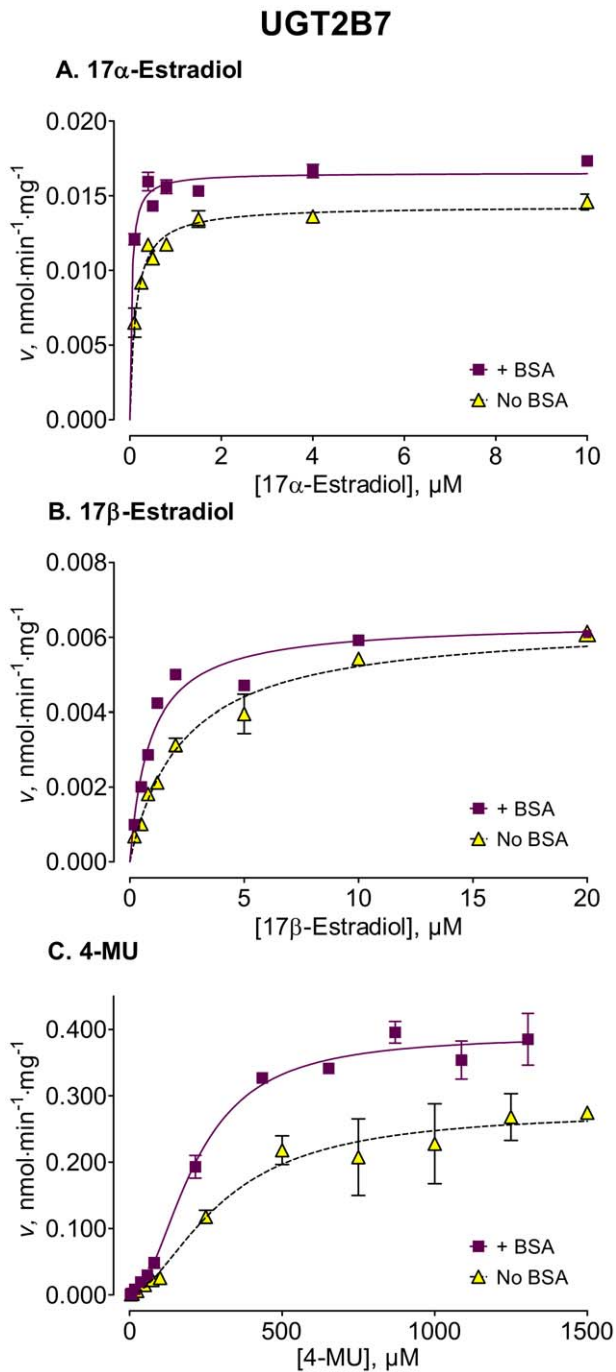 UGT2B7
A. 17α-Estradiol
0.020
0.015
0.010
0.005
0.000
v, nmol·min⁻¹·mg⁻¹
+ BSA
No BSA
0 2 4 6 8 10
[17α-Estradiol], µM
B. 17β-Estradiol
0.008
0.006
0.004
0.002
0.000
v, nmol·min⁻¹·mg⁻¹
+ BSA
No BSA
0 5 10 15 20
[17β-Estradiol], µM
C. 4-MU
0.400
0.300
0.200
0.100
0.000
v, nmol·min⁻¹·mg⁻¹
+ BSA
No BSA
0 500 1000 1500
[4-MU], µM